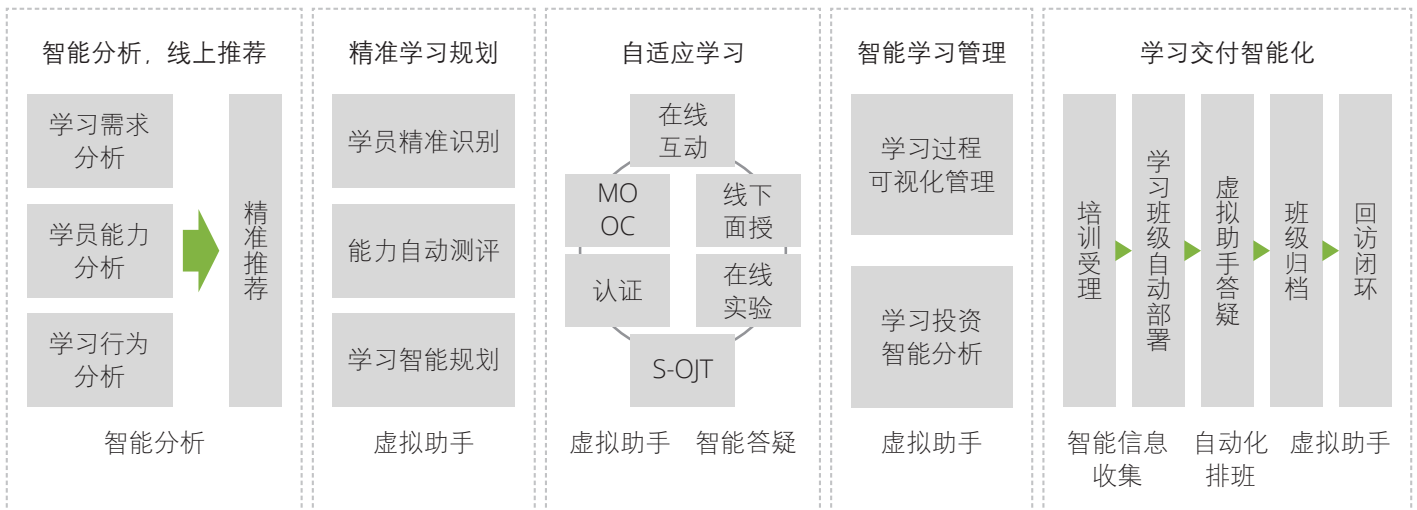 智能分析，线上推荐
学习需求
分析
学员能力
分析
学习行为
分析
精准推荐
智能分析
精准学习规划
学员精准识别
能力自动测评
学习智能规划
虚拟助手
自适应学习
在线
互动
MO
OC
线下
面授
认证
在线
实验
S-OJT
虚拟助手
智能答疑
智能学习管理
学习过程
可视化管理
学习投资
智能分析
虚拟助手
学习交付智能化
培训受理
学习班级自动部署
虚拟助手答疑
班级归档
回访闭环
智能信息
收集
自动化
排班
虚拟助手